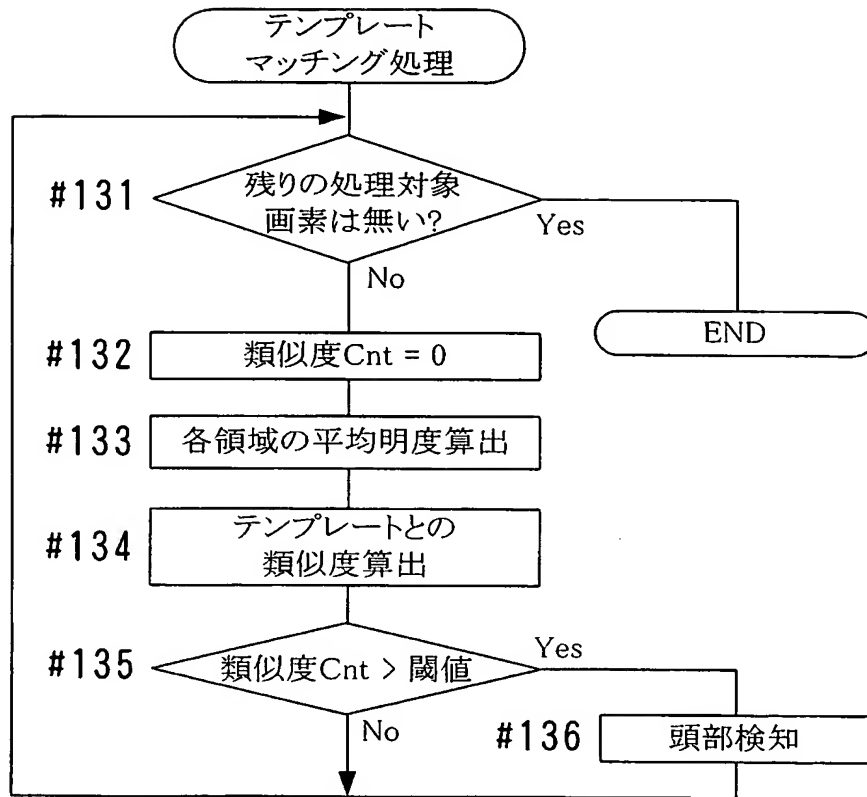 テンプレート
マッチング処理
#131
残りの処理対象
画素は無い?
Yes
No
END
#132
類似度Cnt = 0
#133
各領域の平均明度算出
#134
テンプレートとの
類似度算出
#135
類似度Cnt > 閾値
Yes
No
#136
頭部検知